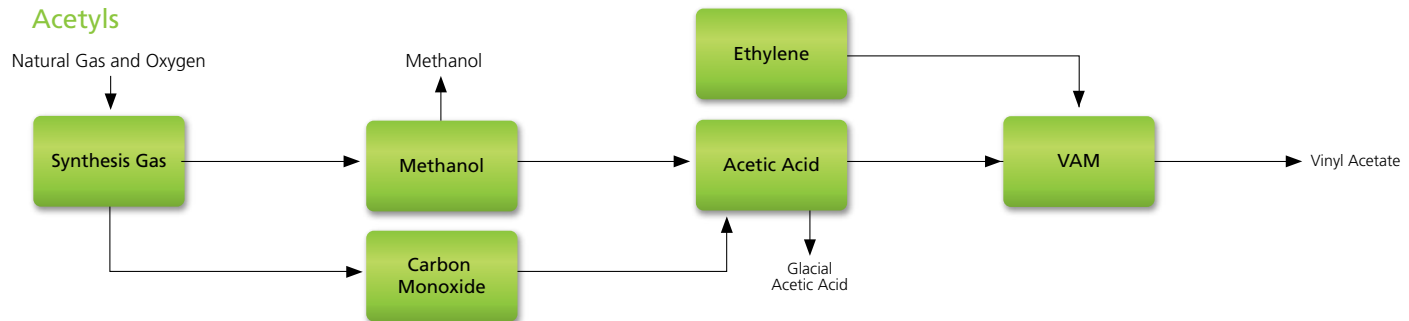 Acetyls
Natural Gas and Oxygen
Methanol
Ethylene
Synthesis Gas
Methanol
Acetic Acid
VAM
Vinyl Acetate
Carbon
Monoxide
Glacial
Acetic Acid